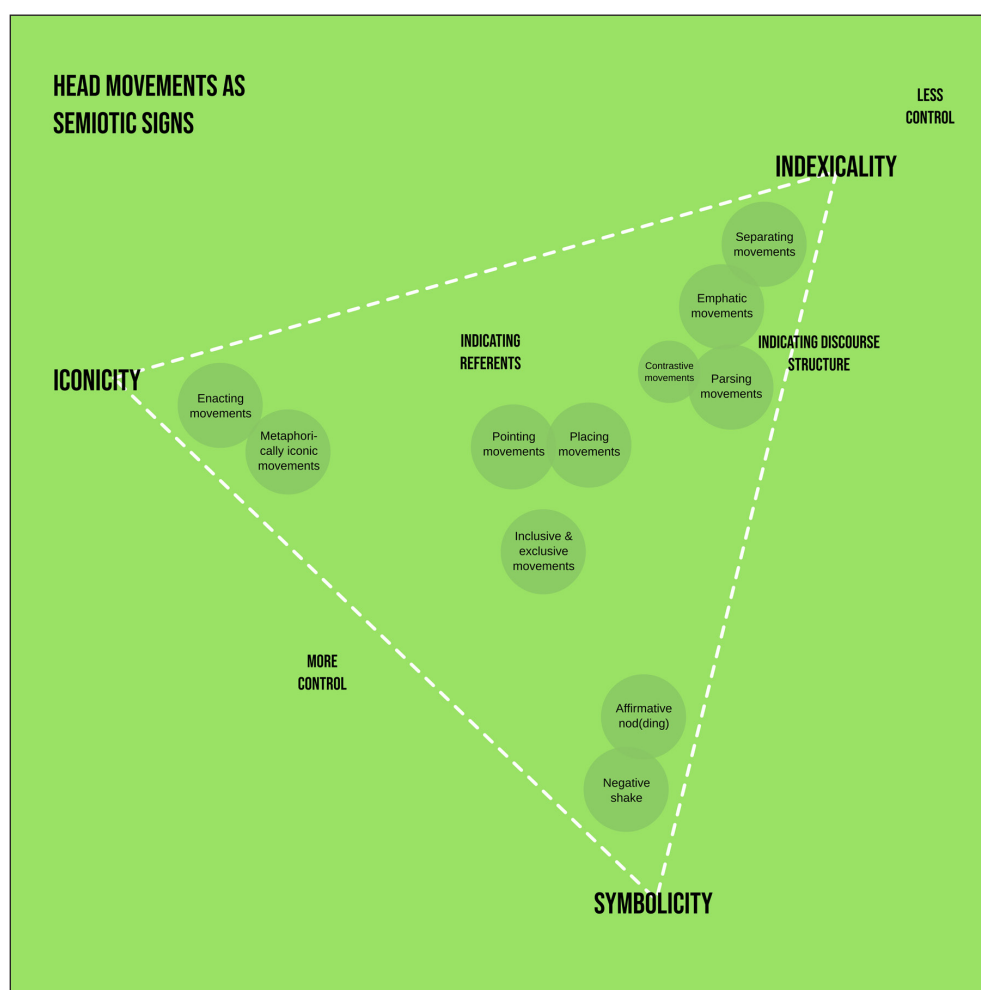 HEAD MOVEMENTS AS
SEMIOTIC SIGNS
LESS
CONTROL
INDEXICALITY
Separating
movements
Emphatic
movements
INDICATING
REFERENTS
INDICATING DISCOURSE
STRUCTURE
Contrastive
movements
Parsing
movements
ICONICITY
Enacting
movements
Metaphori-
cally iconic
movements
Pointing
movements
Placing
movements
Inclusive &
exclusive
movements
MORE
CONTROL
Affirmative
nod(ding)
Negative
shake
SYMBOLICITY